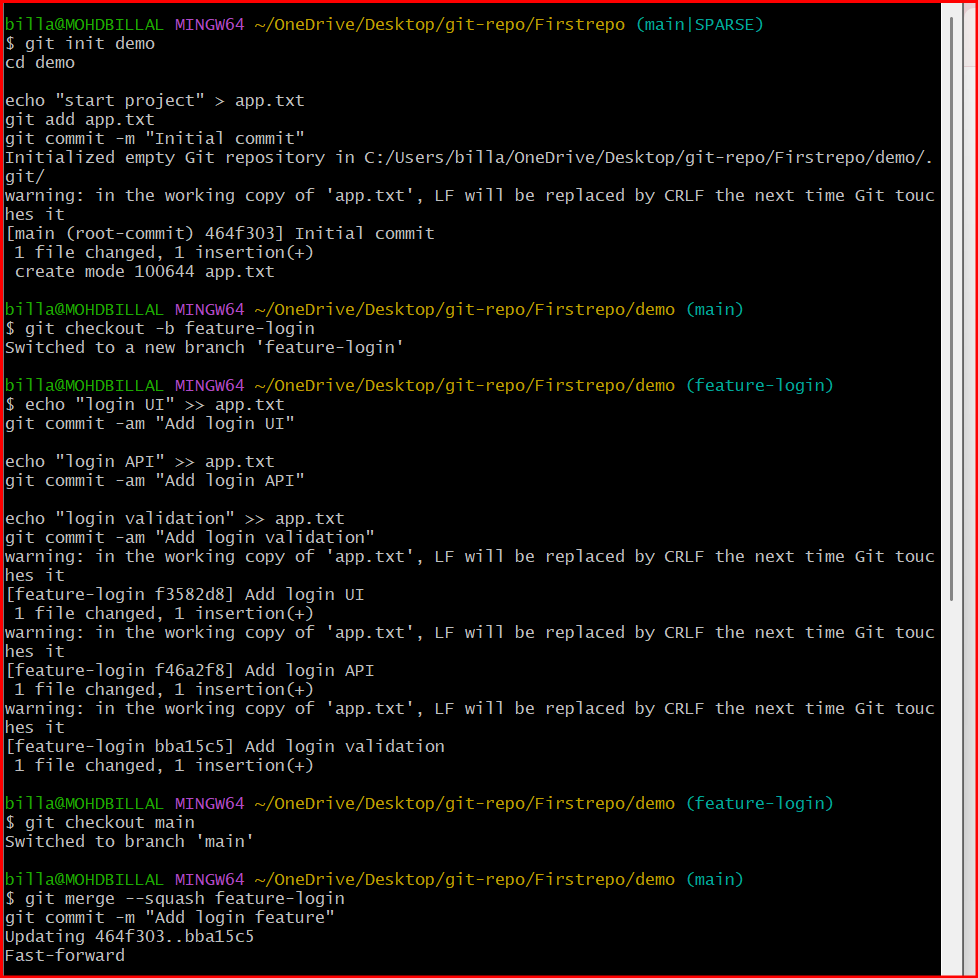 billa@MOHDBILLAL MINGW64 ~/OneDrive/Desktop/git-repo/Firstrepo (main|SPARSE)
$ git init demo
cd demo

echo "start project" > app.txt
git add app.txt
git commit -m "Initial commit"
Initialized empty Git repository in C:/Users/billa/OneDrive/Desktop/git-repo/Firstrepo/demo/.
git/
warning: in the working copy of 'app.txt', LF will be replaced by CRLF the next time Git touc
hes it
[main (root-commit) 464f303] Initial commit
 1 file changed, 1 insertion(+)
 create mode 100644 app.txt

billa@MOHDBILLAL MINGW64 ~/OneDrive/Desktop/git-repo/Firstrepo/demo (main)
$ git checkout -b feature-login
Switched to a new branch 'feature-login'

billa@MOHDBILLAL MINGW64 ~/OneDrive/Desktop/git-repo/Firstrepo/demo (feature-login)
$ echo "login UI" >> app.txt
git commit -am "Add login UI"

echo "login API" >> app.txt
git commit -am "Add login API"

echo "login validation" >> app.txt
git commit -am "Add login validation"
warning: in the working copy of 'app.txt', LF will be replaced by CRLF the next time Git touc
hes it
[feature-login f3582d8] Add login UI
 1 file changed, 1 insertion(+)
warning: in the working copy of 'app.txt', LF will be replaced by CRLF the next time Git touc
hes it
[feature-login f46a2f8] Add login API
 1 file changed, 1 insertion(+)
warning: in the working copy of 'app.txt', LF will be replaced by CRLF the next time Git touc
hes it
[feature-login bba15c5] Add login validation
 1 file changed, 1 insertion(+)

billa@MOHDBILLAL MINGW64 ~/OneDrive/Desktop/git-repo/Firstrepo/demo (feature-login)
$ git checkout main
Switched to branch 'main'

billa@MOHDBILLAL MINGW64 ~/OneDrive/Desktop/git-repo/Firstrepo/demo (main)
$ git merge --squash feature-login
git commit -m "Add login feature"
Updating 464f303..bba15c5
Fast-forward